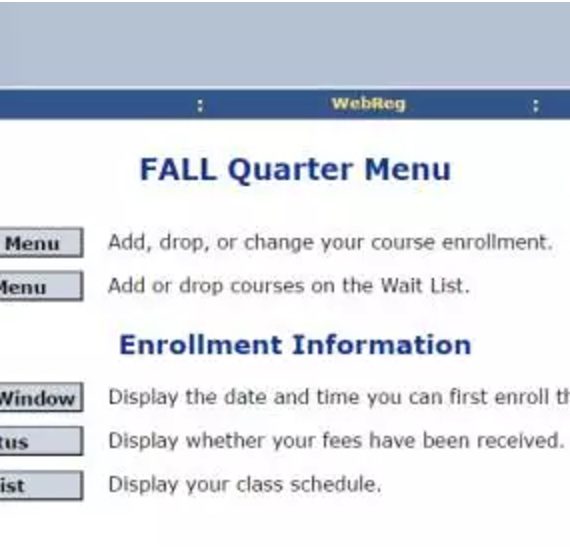 : WebReg :
FALL Quarter Menu
Menu Add, drop, or change your course enrollment.
Menu Add or drop courses on the Wait List.
Enrollment Information
Window Display the date and time you can first enroll th
tus Display whether your fees have been received.
ist Display your class schedule.